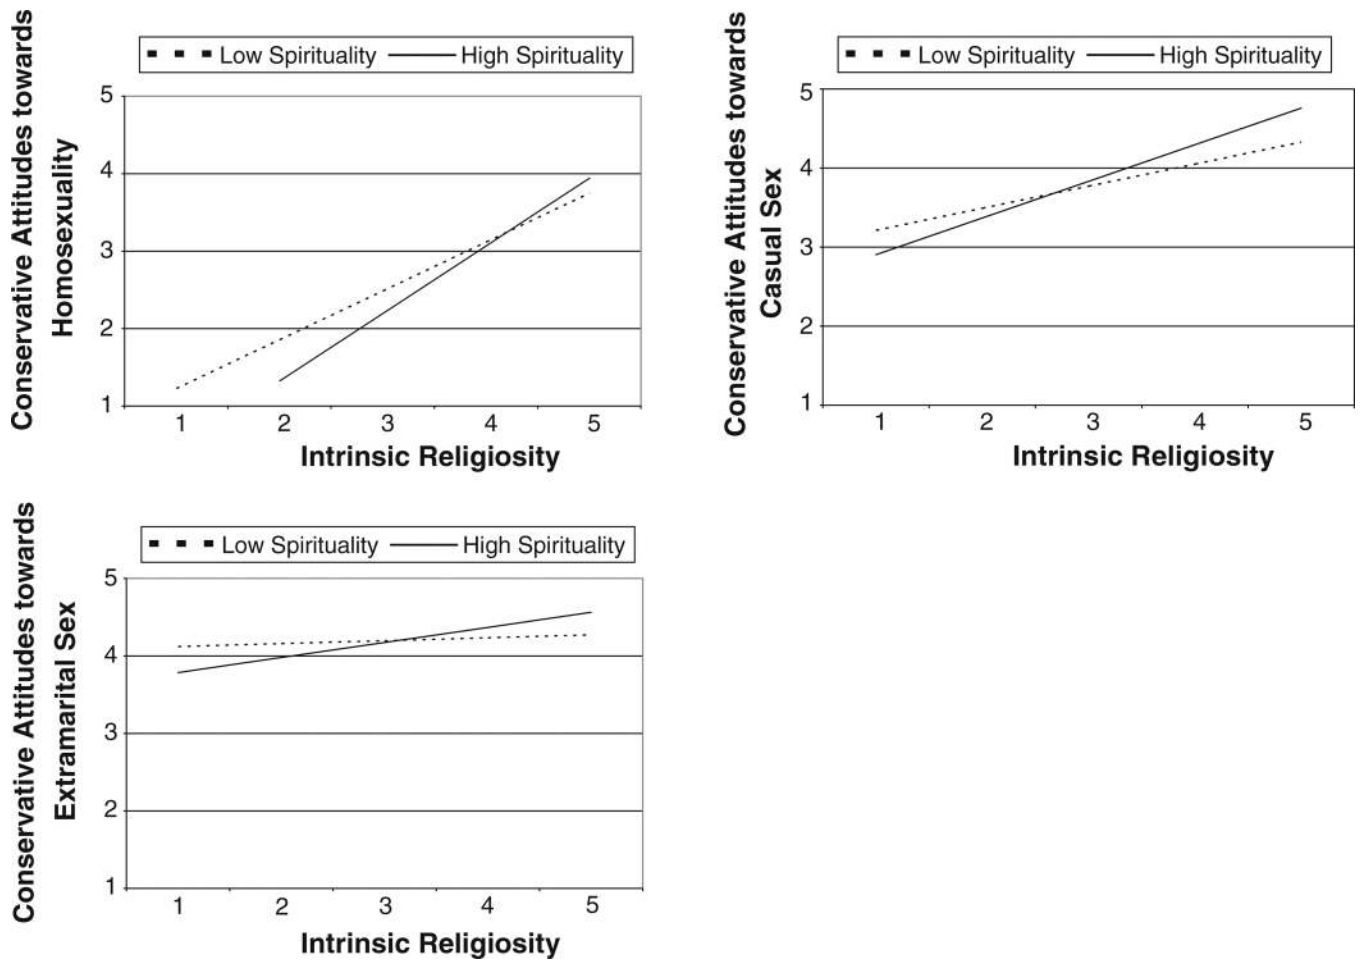 Conservative Attitudes towards
Homosexuality
Low Spirituality High Spirituality
5
4
3
2
1
1 2 3 4 5
Intrinsic Religiosity
Conservative Attitudes towards
Casual Sex
Low Spirituality High Spirituality
5
4
3
2
1
1 2 3 4 5
Intrinsic Religiosity
Conservative Attitudes towards
Extramarital Sex
Low Spirituality High Spirituality
5
4
3
2
1
1 2 3 4 5
Intrinsic Religiosity